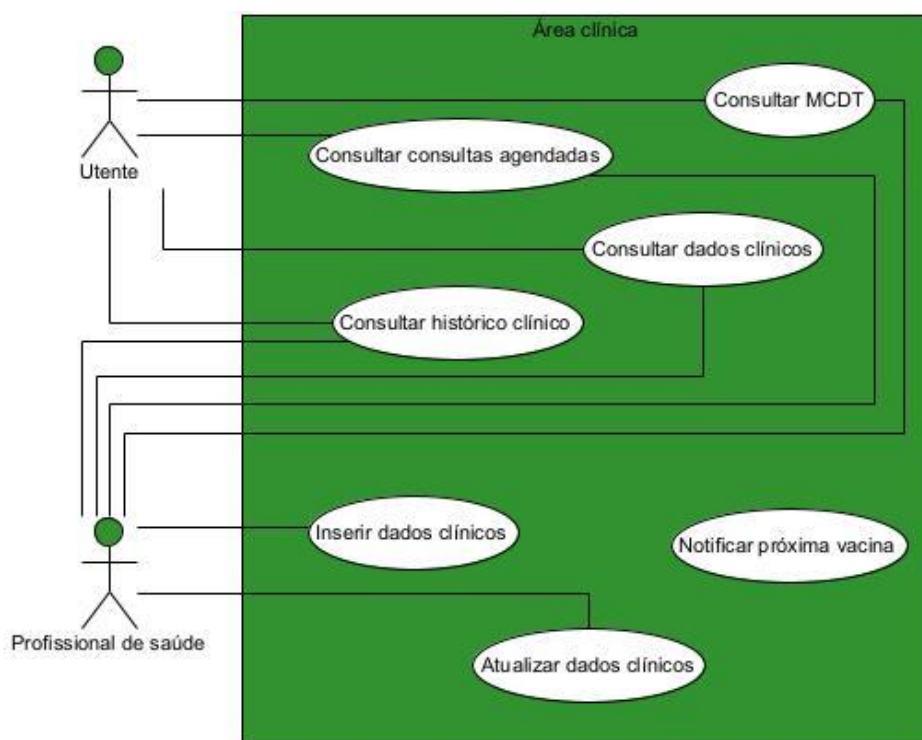 Área clínica
Consultar MCDT
Consultar consultas agendadas
Utente
Consultar dados clínicos
Consultar histórico clínico
Inserir dados clínicos
Notificar próxima vacina
Profissional de saúde
Atualizar dados clínicos